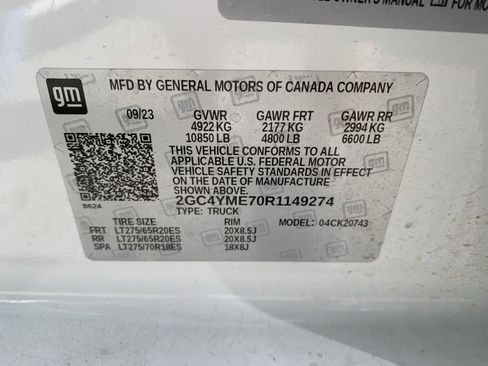 OWNER'S MANUAL gm FOR MO
gm MFD BY GENERAL MOTORS OF CANADA COMPANY
09/23 GVWR GAWR FRT GAWR RR
4922 KG 2177 KG 2994 KG
10850 LB 4800 LB 6600 LB
THIS VEHICLE CONFORMS TO ALL
APPLICABLE U.S. FEDERAL MOTOR
VEHICLE SAFETY STANDARDS IN EFFECT
ON THE DATE OF MANUFACTURE
SHOWN ABOVE.
8624 2GC4YME70R1149274
TYPE: TRUCK MODEL: 04CK20743
TIRE SIZE RIM
FRT LT275/65R20ES 20X8.5J
RR LT275/65R20ES 20X8.5J
SPA LT275/70R18ES 18X8J